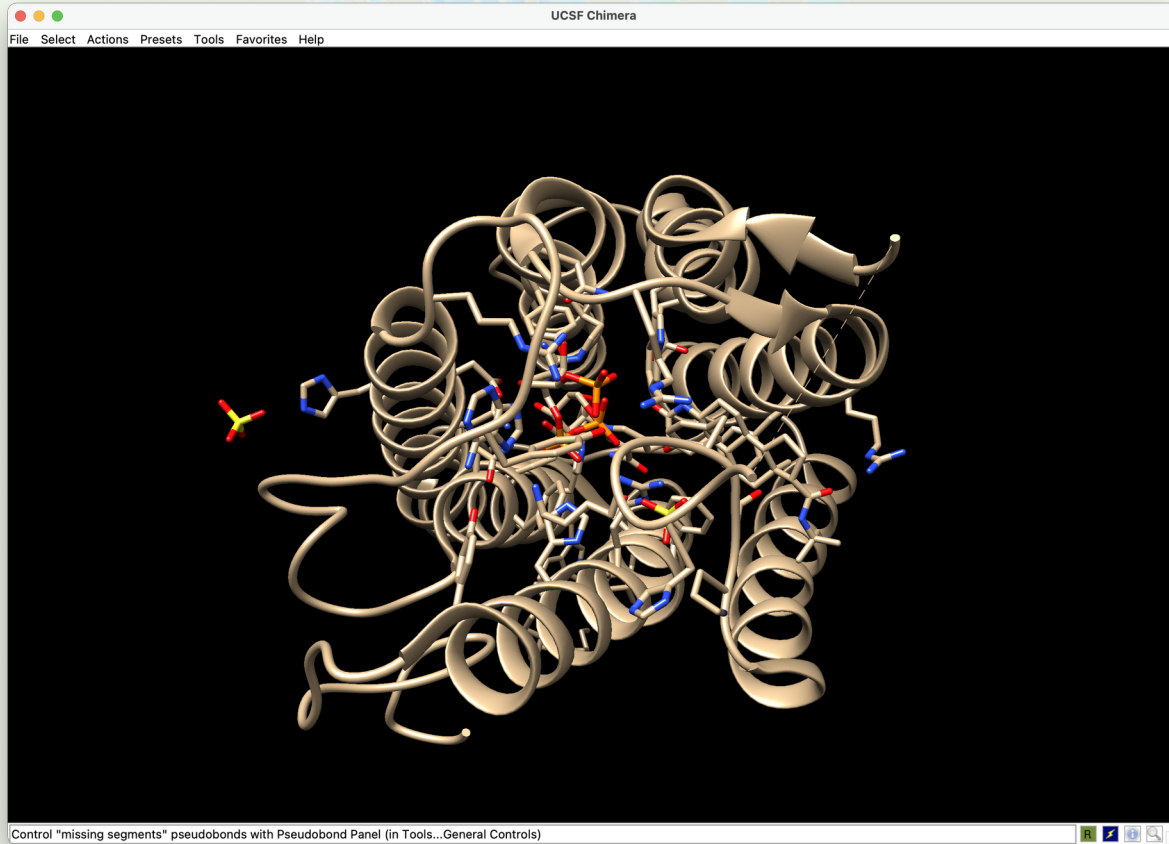 UCSF Chimera
File Select Actions Presets Tools Favorites Help
Control "missing segments" pseudobonds with Pseudobond Panel (in Tools...General Controls)
R